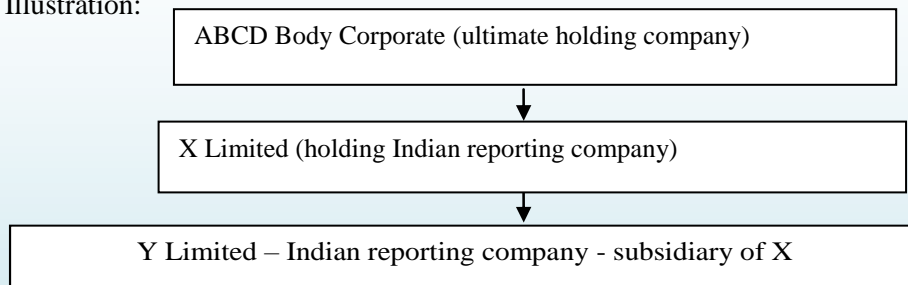 Illustration:
ABCD Body Corporate (ultimate holding company)
X Limited (holding Indian reporting company)
Y Limited – Indian reporting company - subsidiary of X